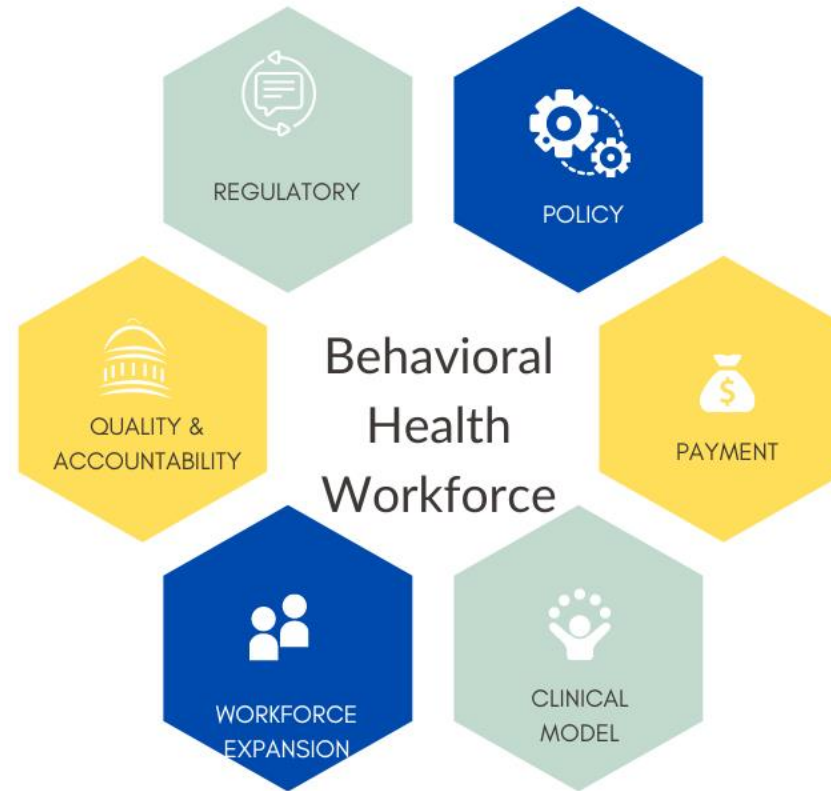 REGULATORY
POLICY
QUALITY &
ACCOUNTABILITY
Behavioral
Health
Workforce
$
PAYMENT
WORKFORCE
EXPANSION
CLINICAL
MODEL